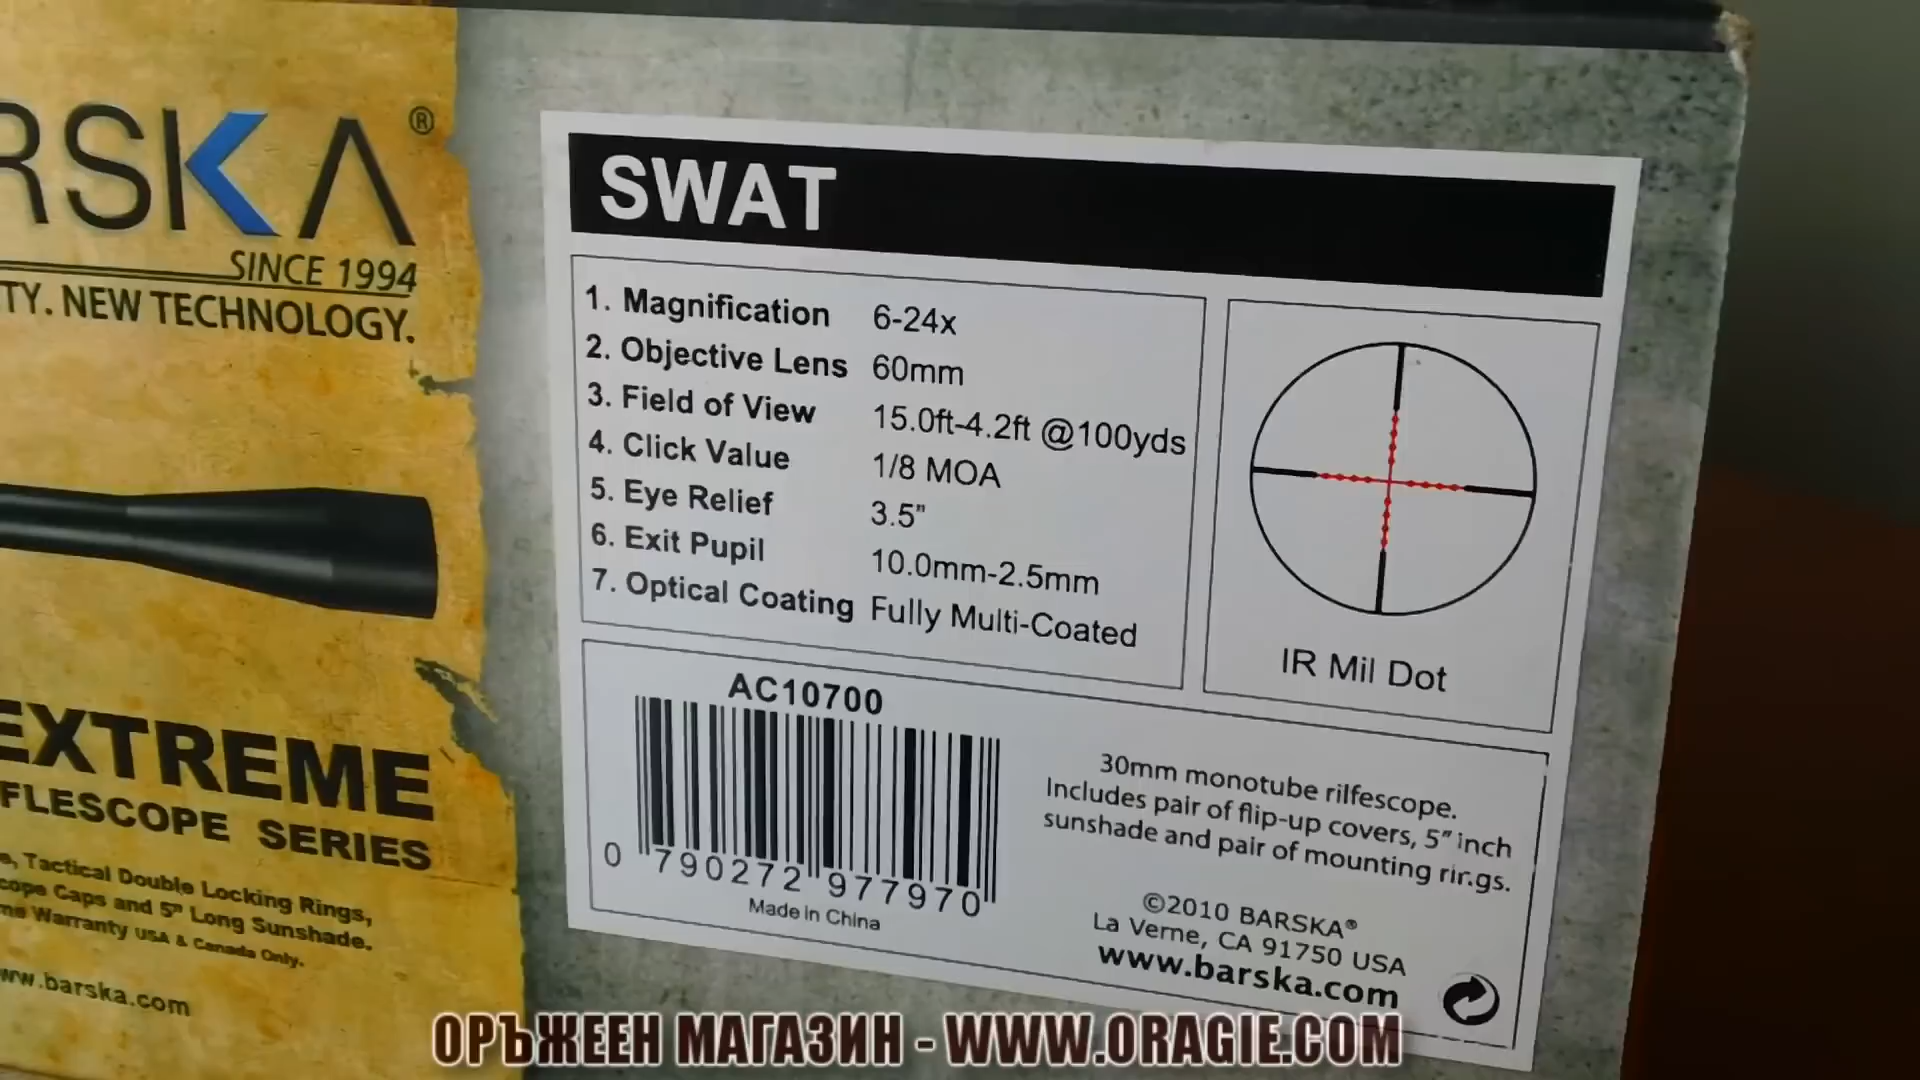 RSKA®
SINCE 1994
TY. NEW TECHNOLOGY.
EXTREME
FLESCOPE SERIES
Tactical Double Locking Rings,
cope Caps and 5" Long Sunshade.
me Warranty USA & Canada Only.
www.barska.com
SWAT
1. Magnification 6-24x
2. Objective Lens 60mm
3. Field of View 15.0ft-4.2ft @100yds
4. Click Value 1/8 MOA
5. Eye Relief 3.5"
6. Exit Pupil 10.0mm-2.5mm
7. Optical Coating Fully Multi-Coated
IR Mil Dot
AC10700
0 790272 977970
Made in China
30mm monotube rilfescope.
Includes pair of flip-up covers, 5" inch
sunshade and pair of mounting rings.
©2010 BARSKA®
La Verne, CA 91750 USA
www.barska.com
ОРЪЖЕЕН МАГАЗИН - WWW.ORAGIE.COM